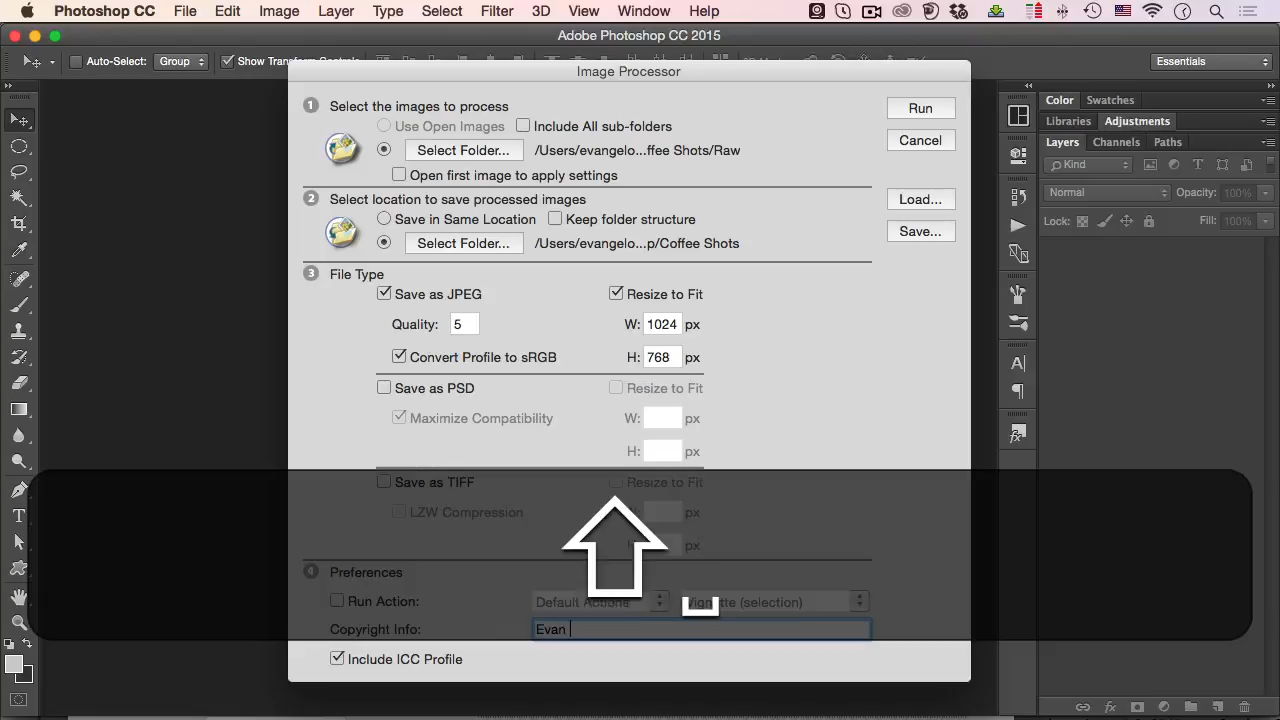 Photoshop CC File Edit Image Layer Type Select Filter 3D View Window Help
Adobe Photoshop CC 2015
Auto-Select: Group Show Transform Controls Essentials
Image Processor
1 Select the images to process
Run
Use Open Images Include All sub-folders
Cancel
Select Folder... /Users/evangelo...ffee Shots/Raw
Open first image to apply settings
2 Select location to save processed images
Load...
Save in Same Location Keep folder structure
Save...
Select Folder... /Users/evangelo...p/Coffee Shots
3 File Type
Save as JPEG Resize to Fit
Quality: 5 W: 1024 px
Convert Profile to sRGB H: 768 px
Save as PSD Resize to Fit
Maximize Compatibility W: px
H: px
Save as TIFF Resize to Fit
LZW Compression px
px
4 Preferences
Run Action: Default Actions Vignette (selection)
Copyright Info: Evan
Include ICC Profile
Color Swatches
Libraries Adjustments
Layers Channels Paths
Kind
Normal Opacity: 100%
Lock: Fill: 100%